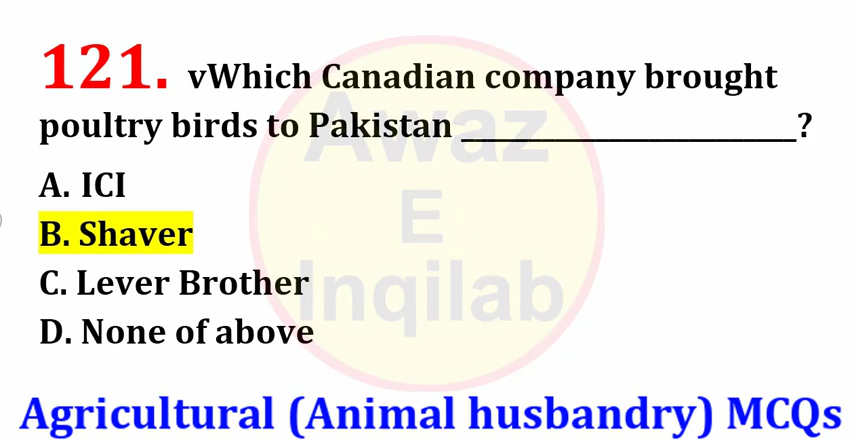 121. vWhich Canadian company brought
poultry birds to Pakistan ____________________?
A. ICI
B. Shaver
C. Lever Brother
D. None of above
Awaz
E
Inqilab
Agricultural (Animal husbandry) MCQs